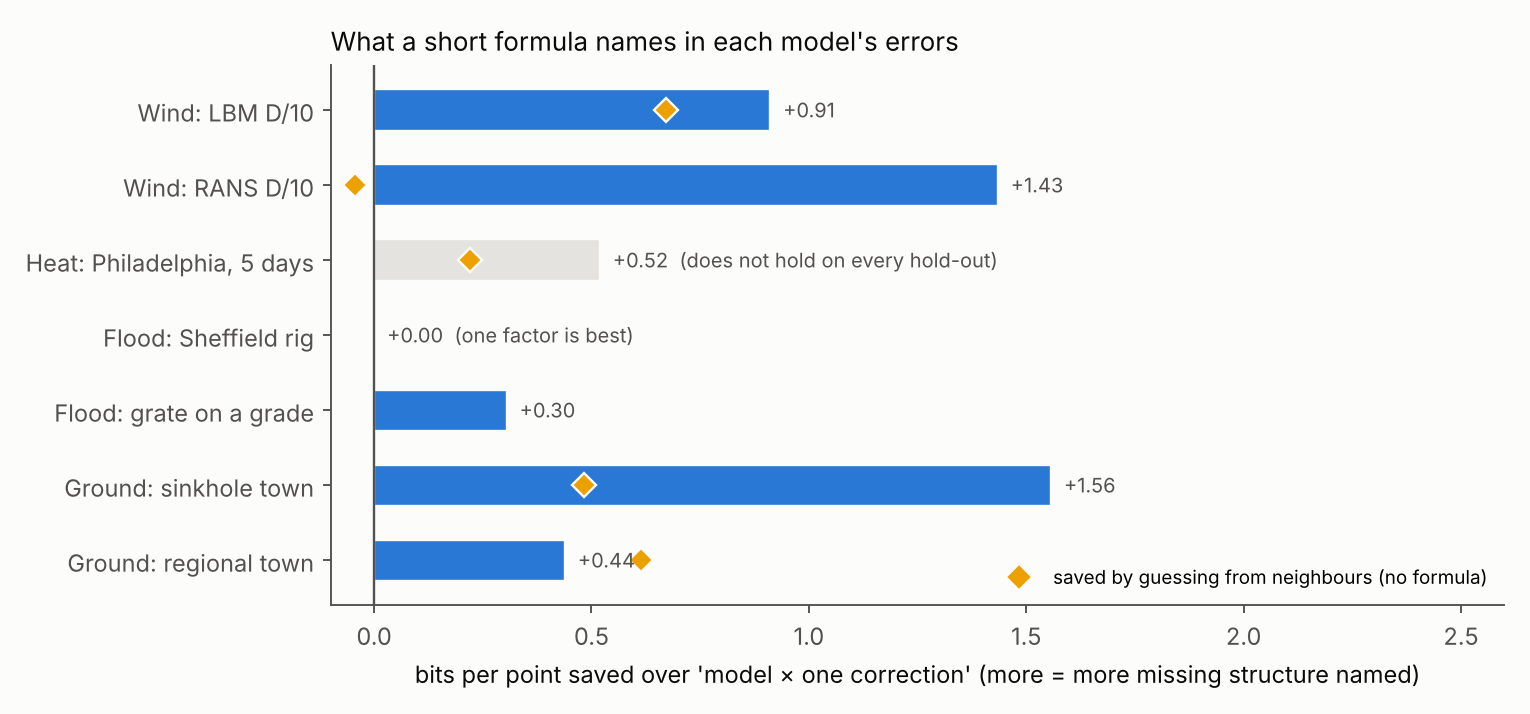 What a short formula names in each model's errors
Wind: LBM D/10
+0.91
Wind: RANS D/10
+1.43
Heat: Philadelphia, 5 days
+0.52 (does not hold on every hold-out)
Flood: Sheffield rig
+0.00 (one factor is best)
Flood: grate on a grade
+0.30
Ground: sinkhole town
+1.56
Ground: regional town
+0.44
saved by guessing from neighbours (no formula)
0.0 0.5 1.0 1.5 2.0 2.5
bits per point saved over 'model × one correction' (more = more missing structure named)